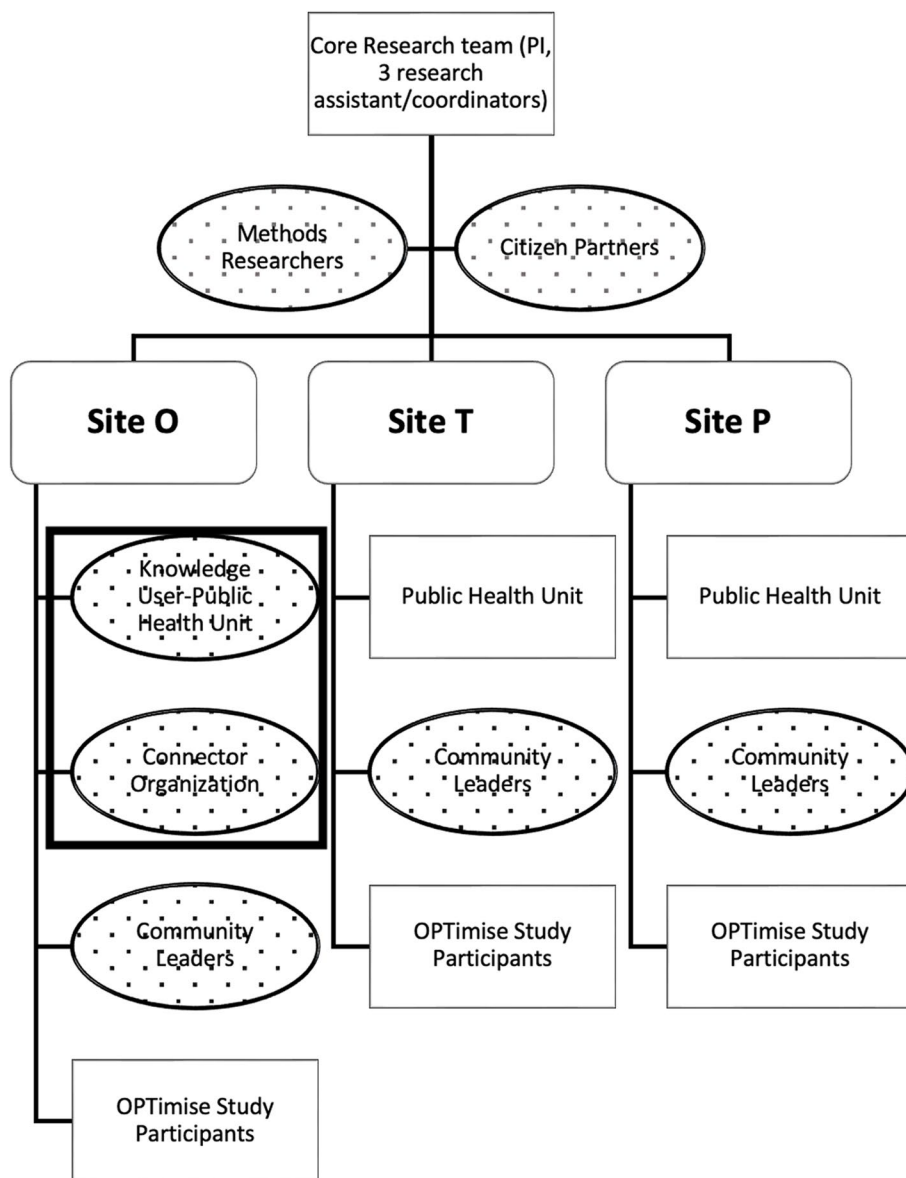 Core Research team (PI,
3 research
assistant/coordinators)
Methods
Researchers
Citizen Partners
Site O
Site T
Site P
Knowledge
User-Public
Health Unit
Public Health Unit
Public Health Unit
Connector
Organization
Community
Leaders
Community
Leaders
Community
Leaders
OPTimise Study
Participants
OPTimise Study
Participants
OPTimise Study
Participants